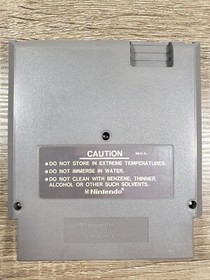 CAUTION
• DO NOT STORE IN EXTREME TEMPERATURES.
• DO NOT IMMERSE IN WATER.
• DO NOT CLEAN WITH BENZENE, THINNER,
ALCOHOL OR OTHER SUCH SOLVENTS.
Nintendo